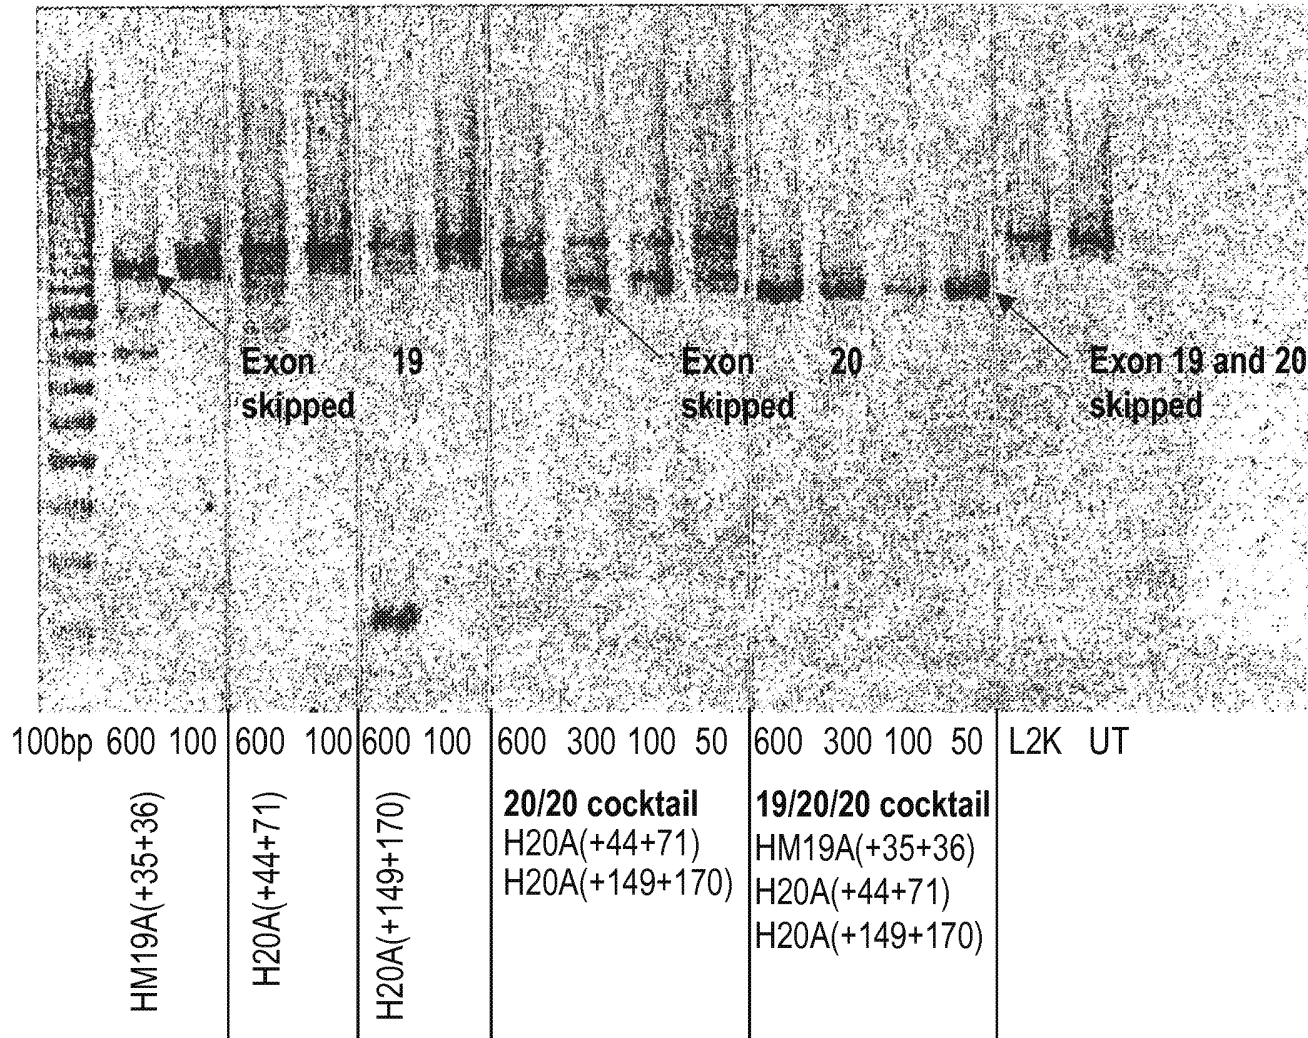 Exon 19
skipped
Exon 20
skipped
Exon 19 and 20
skipped
100bp 600 100 600 100 600 100 600 300 100 50 600 300 100 50 L2K UT
HM19A(+35+36)
H20A(+44+71)
H20A(+149+170)
20/20 cocktail
H20A(+44+71)
H20A(+149+170)
19/20/20 cocktail
HM19A(+35+36)
H20A(+44+71)
H20A(+149+170)